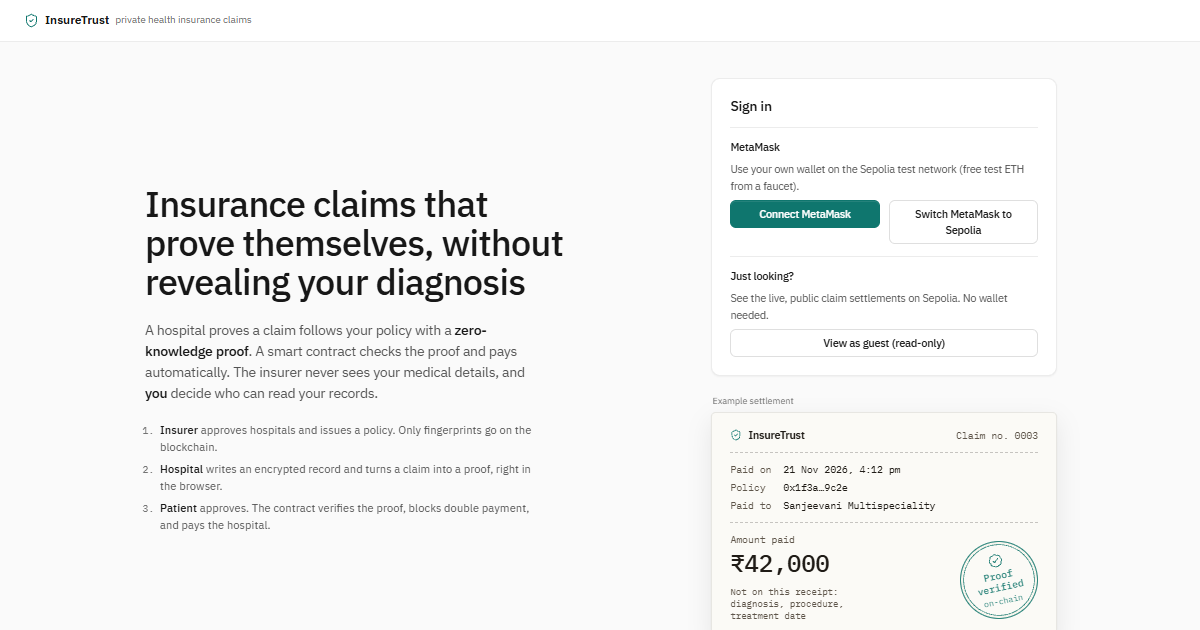 InsureTrust private health insurance claims
Insurance claims that
prove themselves, without
revealing your diagnosis
A hospital proves a claim follows your policy with a zero-
knowledge proof. A smart contract checks the proof and pays
automatically. The insurer never sees your medical details, and
you decide who can read your records.
1. Insurer approves hospitals and issues a policy. Only fingerprints go on the
blockchain.
2. Hospital writes an encrypted record and turns a claim into a proof, right in
the browser.
3. Patient approves. The contract verifies the proof, blocks double payment,
and pays the hospital.
Sign in
MetaMask
Use your own wallet on the Sepolia test network (free test ETH
from a faucet).
Connect MetaMask
Switch MetaMask to
Sepolia
Just looking?
See the live, public claim settlements on Sepolia. No wallet
needed.
View as guest (read-only)
Example settlement
InsureTrust Claim no. 0003
Paid on 21 Nov 2026, 4:12 pm
Policy 0x1f3a…9c2e
Paid to Sanjeevani Multispeciality
Amount paid
₹42,000
Not on this receipt:
diagnosis, procedure,
treatment date
Proof
verified
on-chain